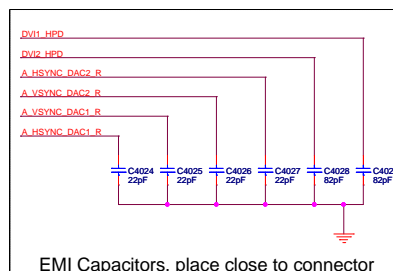 DVI1_HPD
DVI2_HPD
A_HSYNC_DAC2_R
A_VSYNC_DAC2_R
A_VSYNC_DAC1_R
A_HSYNC_DAC1_R
C4024 C4025 C4026 C4027 C4028 C402
22pF 22pF 22pF 22pF 82pF 82pF
EMI Capacitors, place close to connector